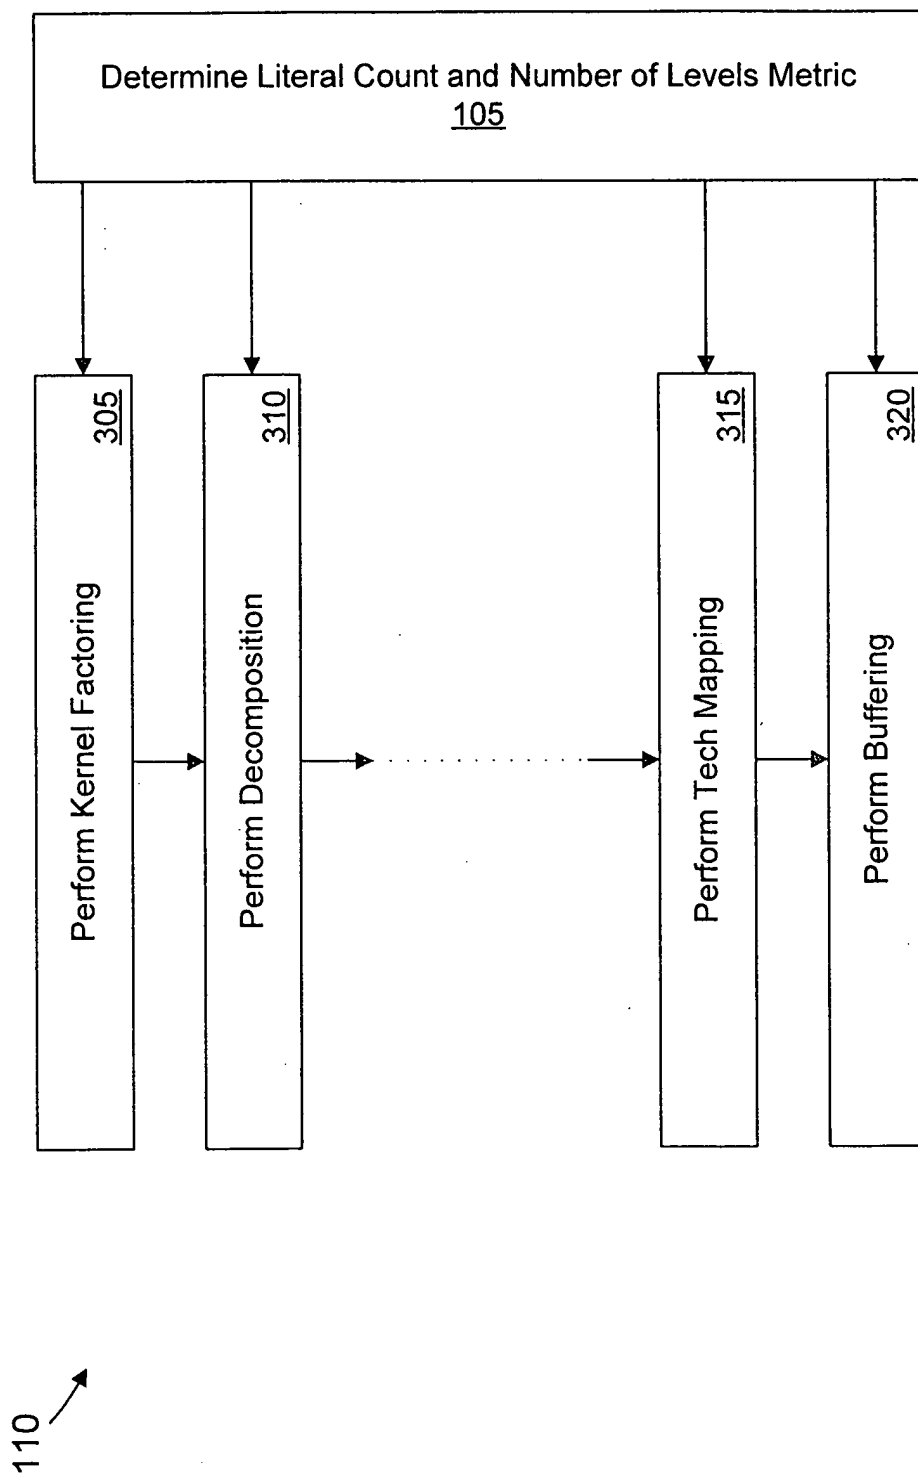 Determine Literal Count and Number of Levels Metric
105
Perform Kernel Factoring
305
Perform Decomposition
310
Perform Tech Mapping
315
Perform Buffering
320
110